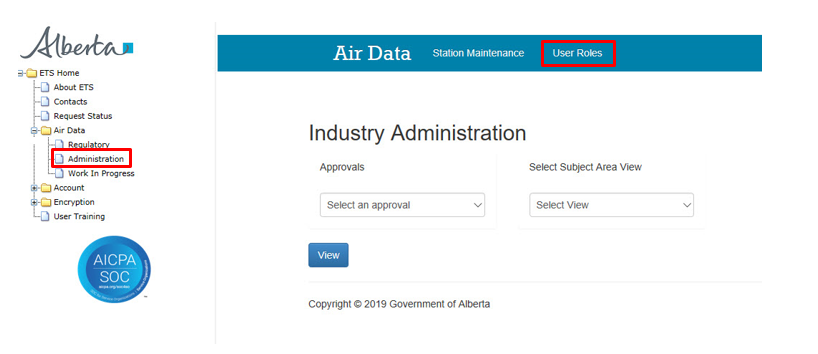 Alberta
ETS Home
About ETS
Contacts
Request Status
Air Data
Regulatory
Administration
Work In Progress
Account
Encryption
User Training
AICPA
SOC
Air Data
Station Maintenance
User Roles
Industry Administration
Approvals
Select Subject Area View
Select an approval
Select View
View
Copyright © 2019 Government of Alberta